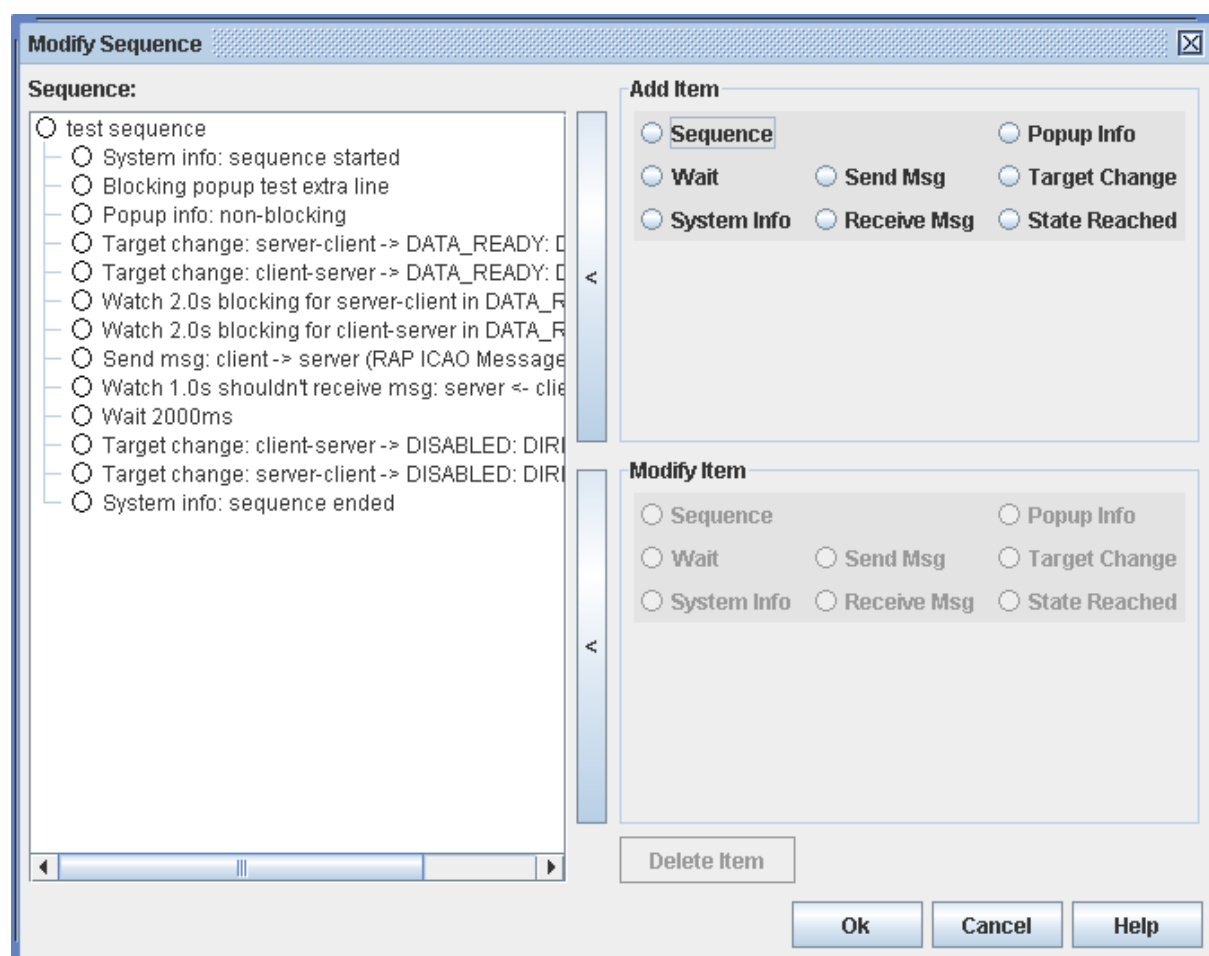 Modify Sequence
Sequence:
test sequence
System info: sequence started
Blocking popup test extra line
Popup info: non-blocking
Target change: server-client -> DATA_READY: D
Target change: client-server -> DATA_READY: D
Watch 2.0s blocking for server-client in DATA_R
Watch 2.0s blocking for client-server in DATA_R
Send msg: client -> server (RAP ICAO Message
Watch 1.0s shouldn't receive msg: server <- clie
Wait 2000ms
Target change: client-server -> DISABLED: DIRI
Target change: server-client -> DISABLED: DIRI
System info: sequence ended
<
<
Add Item
Sequence Popup Info
Wait Send Msg Target Change
System Info Receive Msg State Reached
Modify Item
Sequence Popup Info
Wait Send Msg Target Change
System Info Receive Msg State Reached
Delete Item
Ok Cancel Help